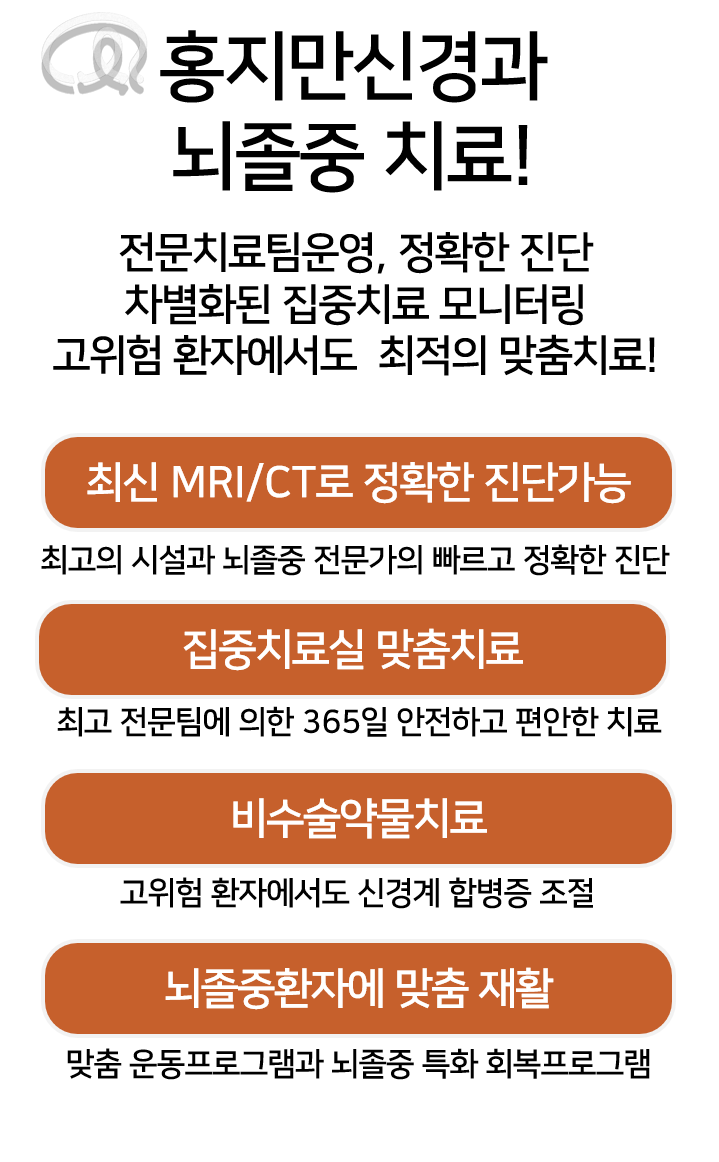 홍지만신경과
뇌졸중 치료!
전문치료팀운영, 정확한 진단
차별화된 집중치료 모니터링
고위험 환자에서도 최적의 맞춤치료!
최신 MRI/CT로 정확한 진단가능
최고의 시설과 뇌졸중 전문가의 빠르고 정확한 진단
집중치료실 맞춤치료
최고 전문팀에 의한 365일 안전하고 편안한 치료
비수술약물치료
고위험 환자에서도 신경계 합병증 조절
뇌졸중환자에 맞춤 재활
맞춤 운동프로그램과 뇌졸중 특화 회복프로그램